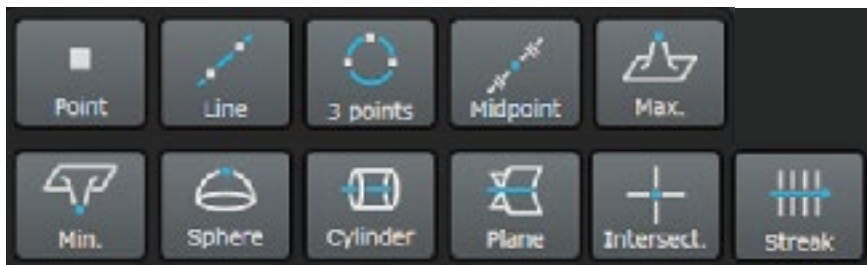 Point
Line
3 points
Midpoint
Max.
Min.
Sphere
Cylinder
Plane
Intersect.
Streak